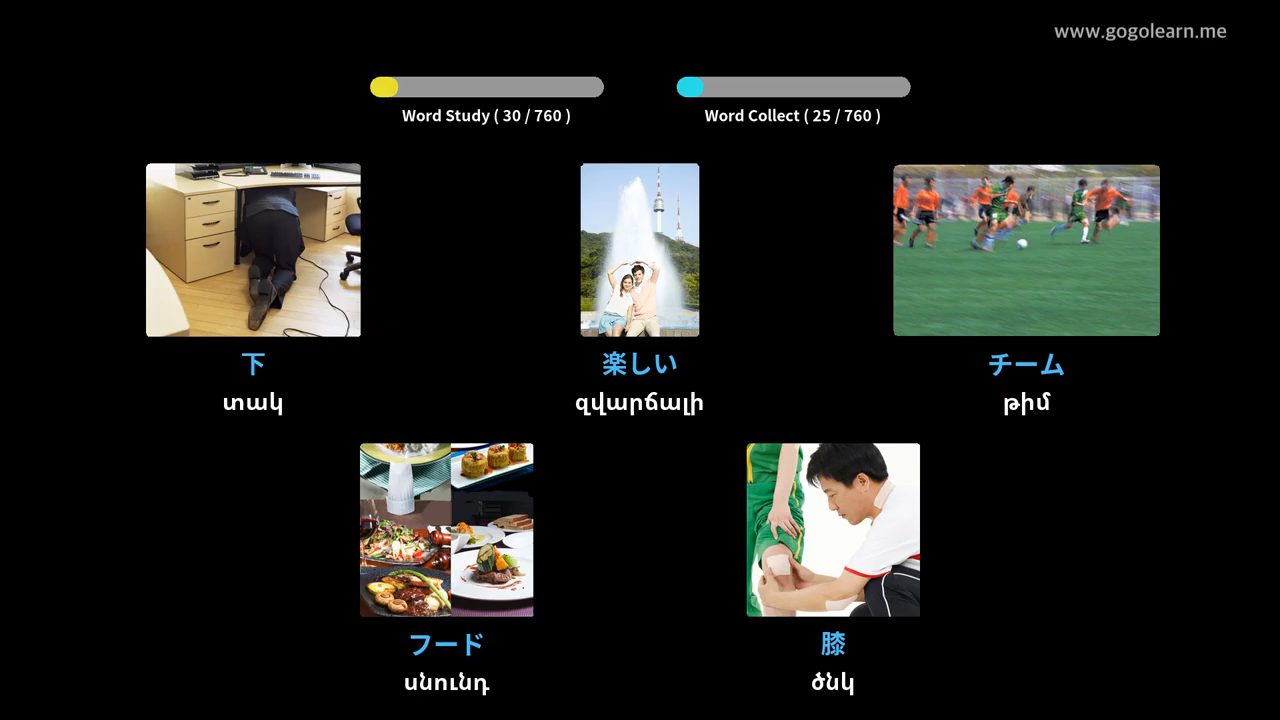 www.gogolearn.me
Word Study ( 30 / 760 )
Word Collect ( 25 / 760 )
下
楽しい
チーム
տակ
զվարճալի
թիմ
フード
膝
սնունդ
ծնկ